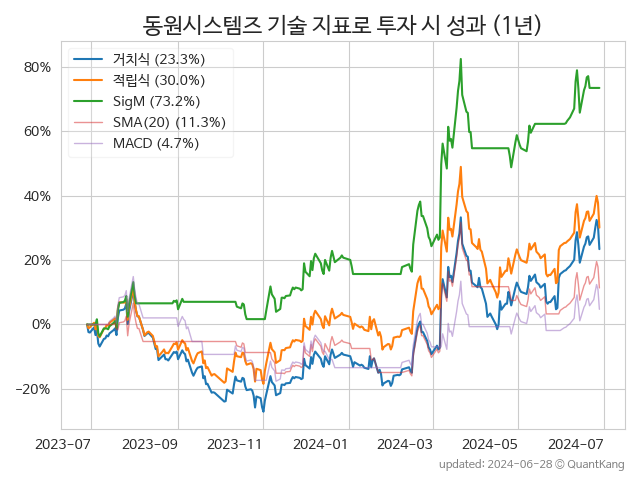 동원시스템즈 기술 지표로 투자 시 성과 (1년)
거치식 (23.3%)
적립식 (30.0%)
SigM (73.2%)
SMA(20) (11.3%)
MACD (4.7%)
80%
60%
40%
20%
0%
−20%
2023-07 2023-09 2023-11 2024-01 2024-03 2024-05 2024-07
updated: 2024-06-28 © QuantKang